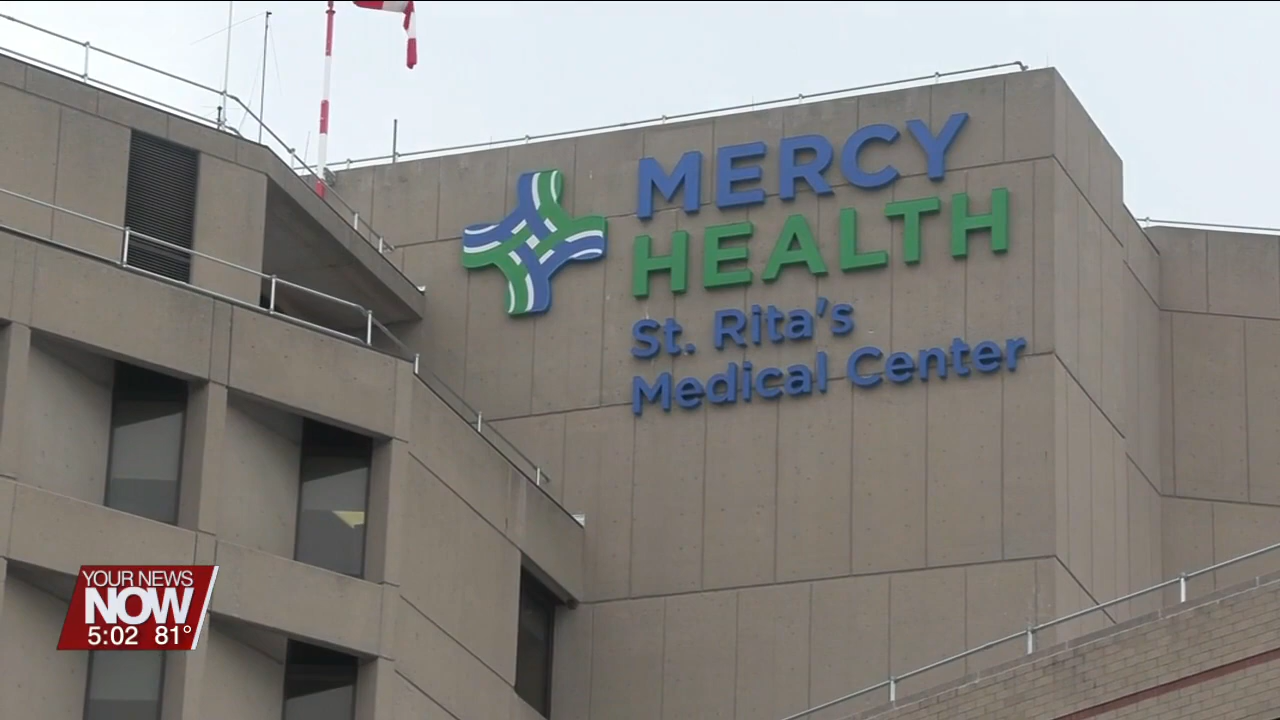 MERCY
HEALTH
St. Rita's
Medical Center
YOUR NEWS
NOW
5:02 81°